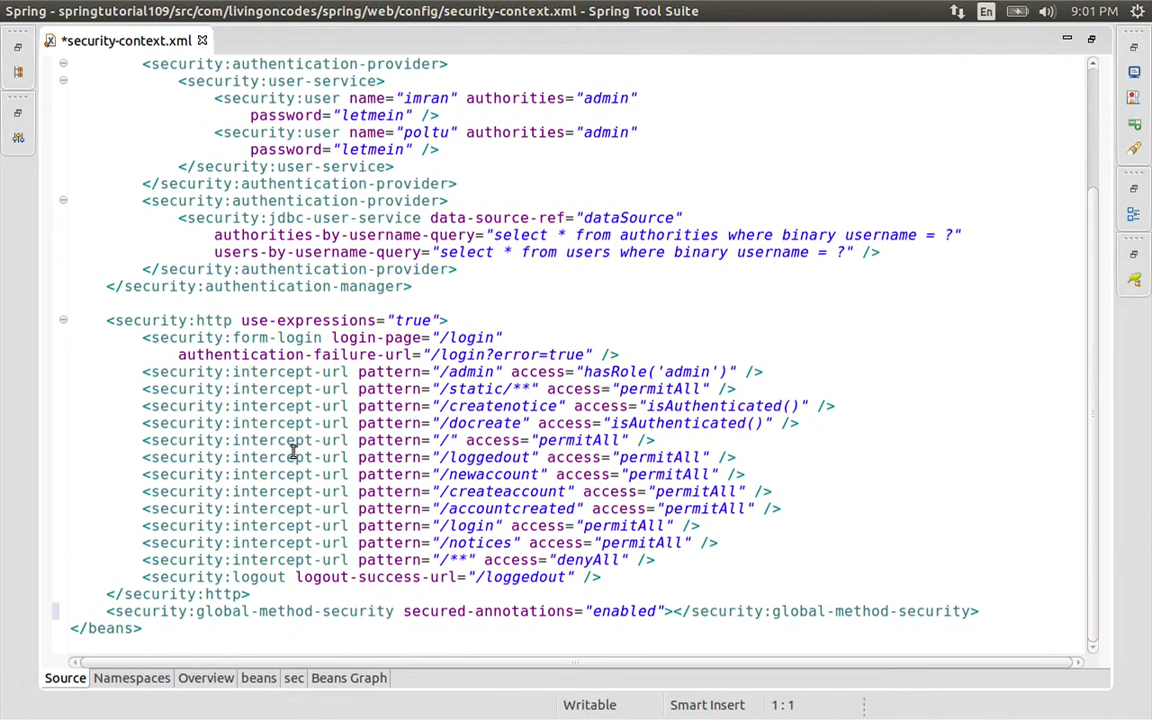 Spring - springtutorial109/src/com/livingoncodes/spring/web/config/security-context.xml - Spring Tool Suite
En
9:01 PM
*security-context.xml
<security:authentication-provider>
<security:user-service>
<security:user name="imran" authorities="admin"
password="letmein" />
<security:user name="poltu" authorities="admin"
password="letmein" />
</security:user-service>
</security:authentication-provider>
<security:authentication-provider>
<security:jdbc-user-service data-source-ref="dataSource"
authorities-by-username-query="select * from authorities where binary username = ?"
users-by-username-query="select * from users where binary username = ?" />
</security:authentication-provider>
</security:authentication-manager>
<security:http use-expressions="true">
<security:form-login login-page="/login"
authentication-failure-url="/login?error=true" />
<security:intercept-url pattern="/admin" access="hasRole('admin')" />
<security:intercept-url pattern="/static/**" access="permitAll" />
<security:intercept-url pattern="/createnotice" access="isAuthenticated()" />
<security:intercept-url pattern="/docreate" access="isAuthenticated()" />
<security:intercept-url pattern="/" access="permitAll" />
<security:intercept-url pattern="/loggedout" access="permitAll" />
<security:intercept-url pattern="/newaccount" access="permitAll" />
<security:intercept-url pattern="/createaccount" access="permitAll" />
<security:intercept-url pattern="/accountcreated" access="permitAll" />
<security:intercept-url pattern="/login" access="permitAll" />
<security:intercept-url pattern="/notices" access="permitAll" />
<security:intercept-url pattern="/**" access="denyAll" />
<security:logout logout-success-url="/loggedout" />
</security:http>
<security:global-method-security secured-annotations="enabled"></security:global-method-security>
</beans>
Source
Namespaces
Overview
beans
sec
Beans Graph
Writable
Smart Insert
1 : 1